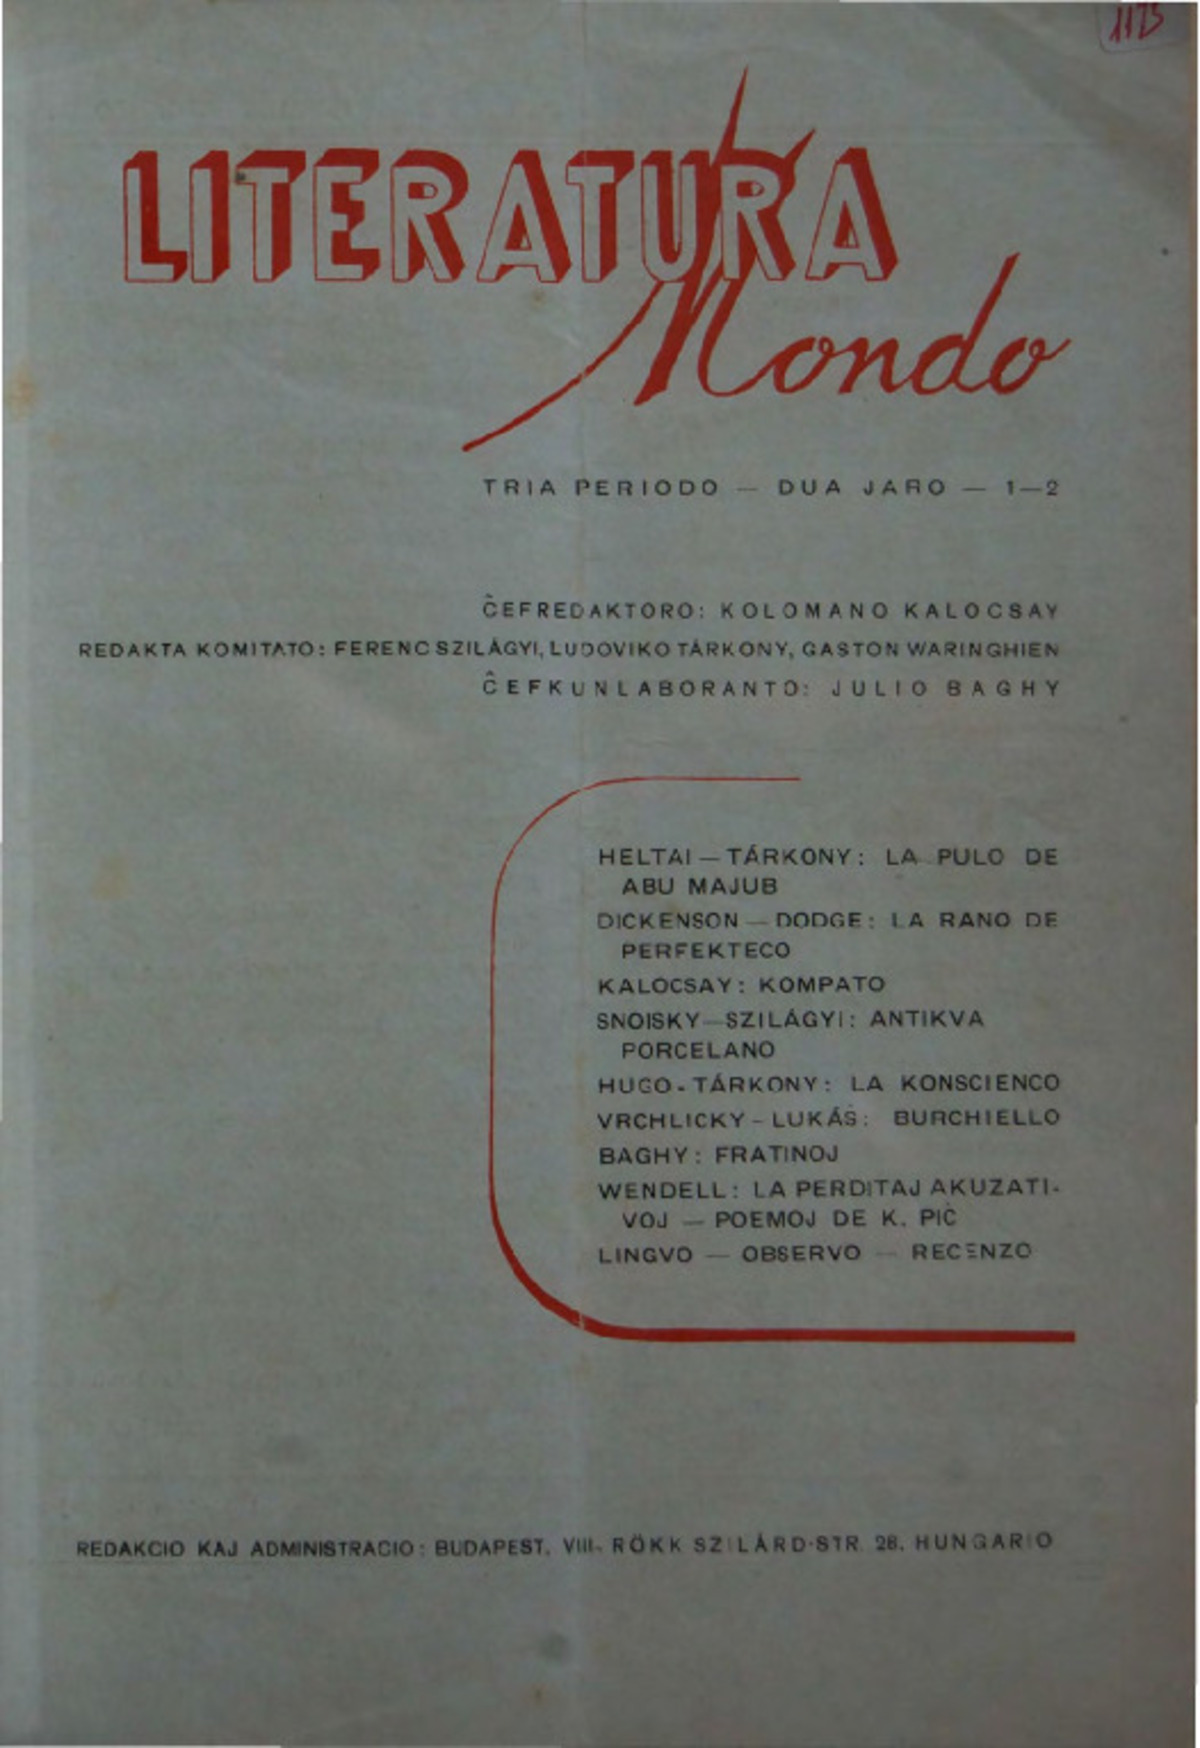 1125
LITERATURA
Mondo
TRIA PERIODO — DUA JARO — 1—2
ĈEFREDAKTORO: KOLOMANO KALOCSAY
REDAKTA KOMITATO: FERENC SZILÁGYI, LUDOVIKO TÁRKONY, GASTON WARINGHIEN
ĈEFKUNLABORANTO: JULIO BAGHY
HELTAI — TÁRKONY: LA PULO DE
ABU MAJUB
DICKENSON — DODGE: LA RANO DE
PERFEKTECO
KALOCSAY: KOMPATO
SNOISKY—SZILÁGYI: ANTIKVA
PORCELANO
HUGO - TÁRKONY: LA KONSCIENCO
VRCHLICKY - LUKÁŠ: BURCHIELLO
BAGHY: FRATINOJ
WENDELL: LA PERDITAJ AKUZATI-
VOJ — POEMOJ DE K. PIĈ
LINGVO — OBSERVO — RECENZO
REDAKCIO KAJ ADMINISTRACIO: BUDAPEST, VIII. RÖKK SZILÁRD-STR. 28, HUNGARIO